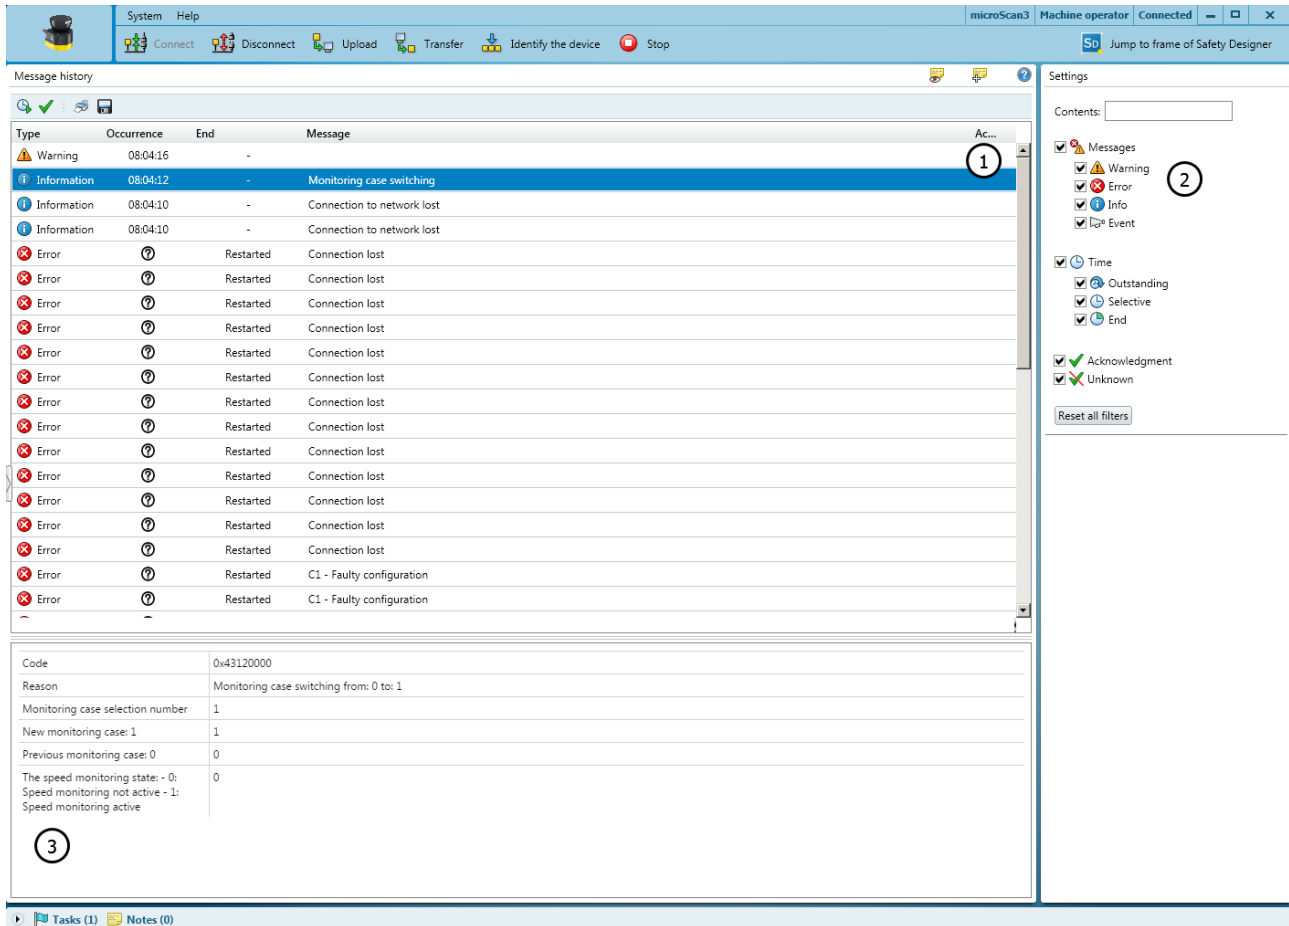 System Help
microScan3 Machine operator Connected
Connect Disconnect Upload Transfer Identify the device Stop
SD Jump to frame of Safety Designer
Message history
Type Occurrence End Message Ac...
Warning 08:04:16 -
1
Information 08:04:12 - Monitoring case switching
Information 08:04:10 - Connection to network lost
Information 08:04:10 - Connection to network lost
Error ? Restarted Connection lost
Error ? Restarted Connection lost
Error ? Restarted Connection lost
Error ? Restarted Connection lost
Error ? Restarted Connection lost
Error ? Restarted Connection lost
Error ? Restarted Connection lost
Error ? Restarted Connection lost
Error ? Restarted Connection lost
Error ? Restarted Connection lost
Error ? Restarted Connection lost
Error ? Restarted Connection lost
Error ? Restarted Connection lost
Error ? Restarted C1 - Faulty configuration
Error ? Restarted C1 - Faulty configuration
Code 0x43120000
Reason Monitoring case switching from: 0 to: 1
Monitoring case selection number 1
New monitoring case: 1 1
Previous monitoring case: 0 0
The speed monitoring state: - 0: 0
Speed monitoring not active - 1:
Speed monitoring active
3
Settings
Contents:
Messages
Warning
2
Error
Info
Event
Time
Outstanding
Selective
End
Acknowledgment
Unknown
Reset all filters
Tasks (1) Notes (0)